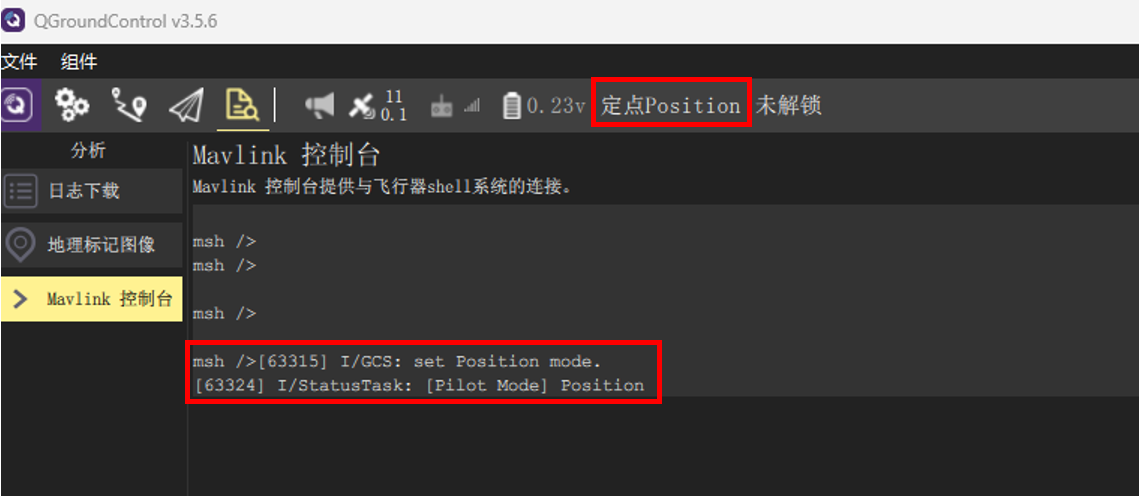 QGroundControl v3.5.6
文件 组件
11
0.1
0.23v 定点Position 未解锁
分析
日志下载
地理标记图像
Mavlink 控制台
Mavlink 控制台
Mavlink 控制台提供与飞行器shell系统的连接。
msh />
msh />
msh />
msh />[63315] I/GCS: set Position mode.
[63324] I/StatusTask: [Pilot Mode] Position